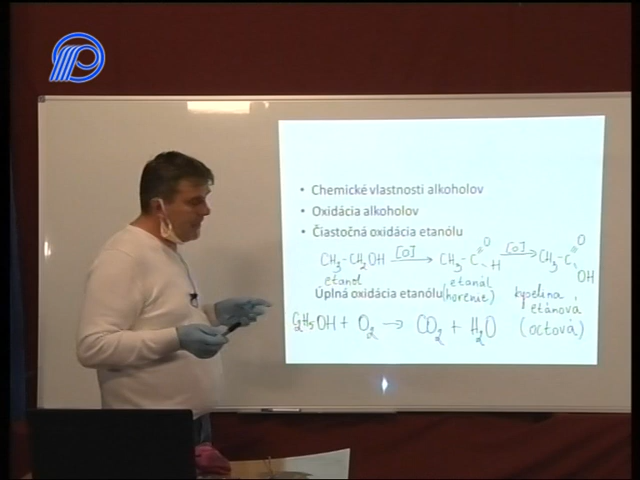 • Chemické vlastnosti alkoholov
• Oxidácia alkoholov
• Čiastočná oxidácia etanólu
CH₃-CH₂OH [O] → CH₃-C O H [O] → CH₃-C O OH
etanol etanál kyselina etánová (octová)
Úplná oxidácia etanólu (horenie)
C₂H₅OH + O₂ → CO₂ + H₂O